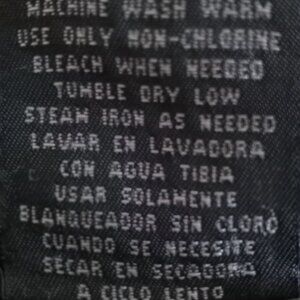 MACHINE WASH WARM
USE ONLY NON-CHLORINE
BLEACH WHEN NEEDED
TUMBLE DRY LOW
STEAM IRON AS NEEDED
LAVAR EN LAVADORA
CON AGUA TIBIA
USAR SOLAMENTE
BLANQUEADOR SIN CLORO
CUANDO SE NECESITE
SECAR EN SECADORA
A CICLO LENTO